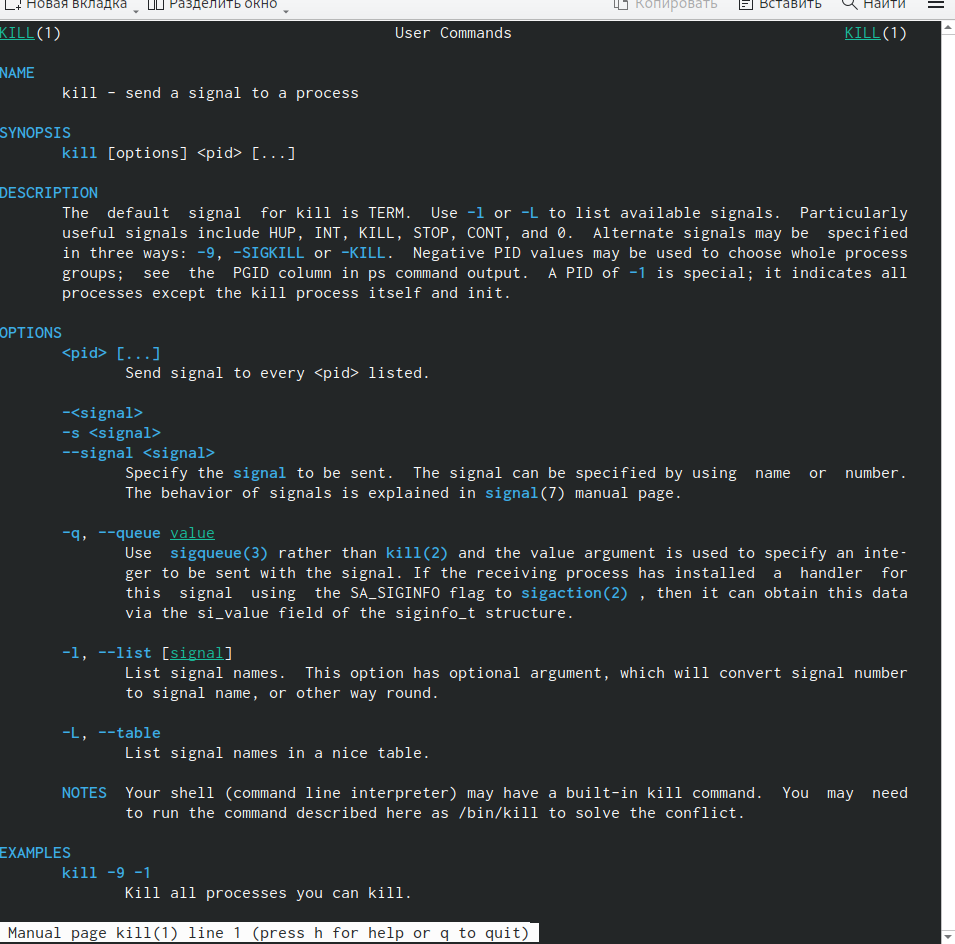 Новая вкладка Разделить окно Копировать Вставить Найти
KILL(1) User Commands KILL(1)
NAME
kill - send a signal to a process
SYNOPSIS
kill [options] <pid> [...]
DESCRIPTION
The default signal for kill is TERM. Use -l or -L to list available signals. Particularly
useful signals include HUP, INT, KILL, STOP, CONT, and 0. Alternate signals may be specified
in three ways: -9, -SIGKILL or -KILL. Negative PID values may be used to choose whole process
groups; see the PGID column in ps command output. A PID of -1 is special; it indicates all
processes except the kill process itself and init.
OPTIONS
<pid> [...]
Send signal to every <pid> listed.
-<signal>
-s <signal>
--signal <signal>
Specify the signal to be sent. The signal can be specified by using name or number.
The behavior of signals is explained in signal(7) manual page.
-q, --queue value
Use sigqueue(3) rather than kill(2) and the value argument is used to specify an inte-
ger to be sent with the signal. If the receiving process has installed a handler for
this signal using the SA_SIGINFO flag to sigaction(2) , then it can obtain this data
via the si_value field of the siginfo_t structure.
-l, --list [signal]
List signal names. This option has optional argument, which will convert signal number
to signal name, or other way round.
-L, --table
List signal names in a nice table.
NOTES Your shell (command line interpreter) may have a built-in kill command. You may need
to run the command described here as /bin/kill to solve the conflict.
EXAMPLES
kill -9 -1
Kill all processes you can kill.
Manual page kill(1) line 1 (press h for help or q to quit)